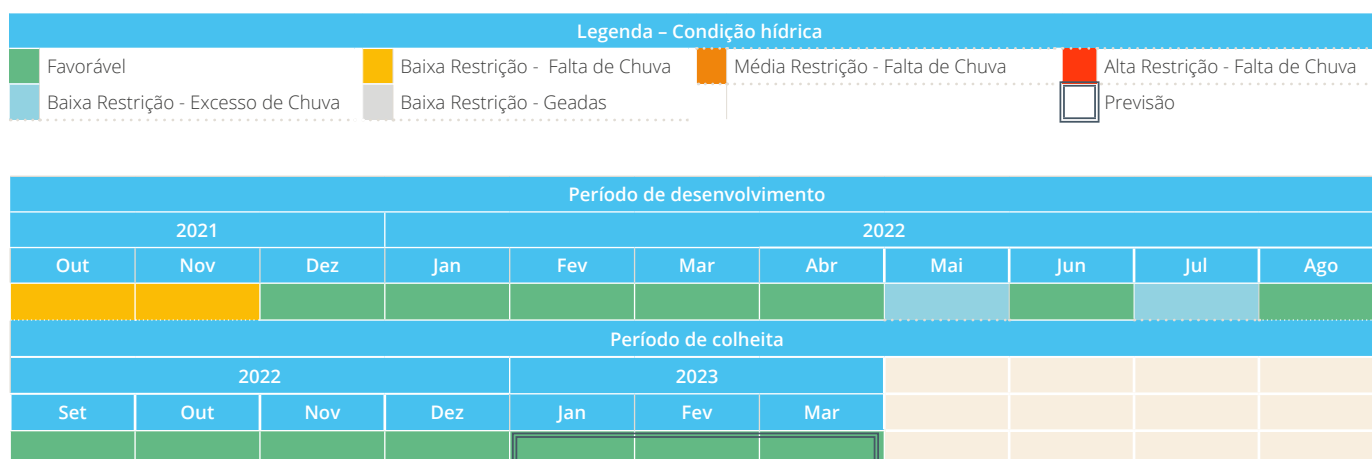 Legenda – Condição hídrica
Favorável Baixa Restrição - Falta de Chuva Média Restrição - Falta de Chuva Alta Restrição - Falta de Chuva
Baixa Restrição - Excesso de Chuva Baixa Restrição - Geadas Previsão
Período de desenvolvimento
2021 2022
Out Nov Dez Jan Fev Mar Abr Mai Jun Jul Ago
Período de colheita
2022 2023
Set Out Nov Dez Jan Fev Mar